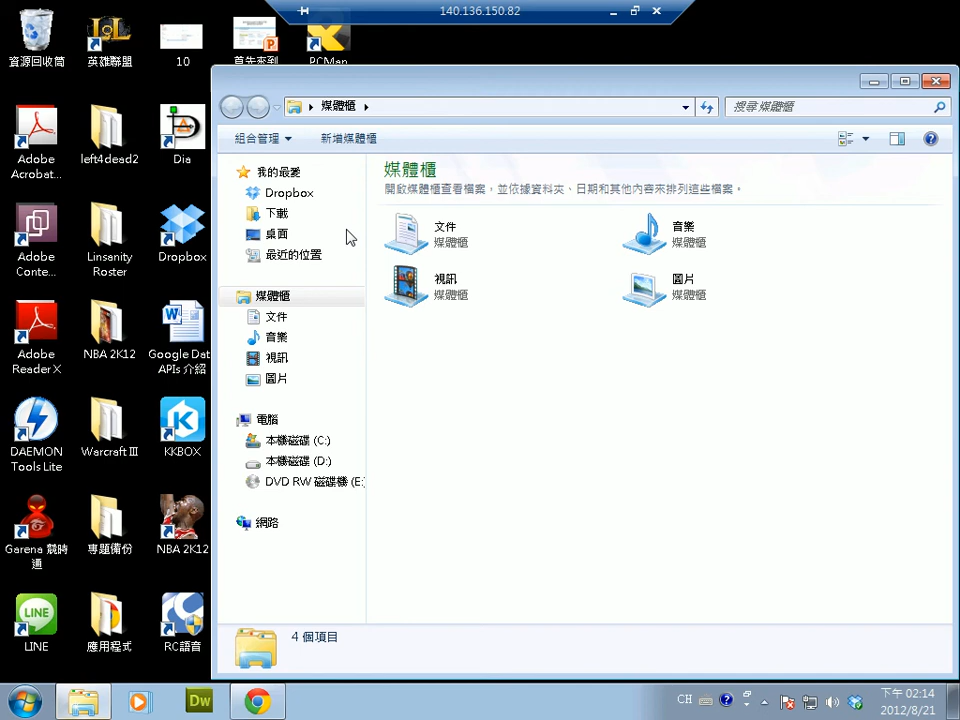 140.136.150.82
資源回收筒
英雄聯盟
10
首先來到
PCMan
Adobe
Acrobat...
left4dead2
Dia
Adobe
Conte...
Linsanity
Roster
Dropbox
Adobe
Reader X
NBA 2K12
Google Dat
APIs 介紹
DAEMON
Tools Lite
Warcraft III
KKBOX
Garena 競時
通
專題備份
NBA 2K12
LINE
LINE
應用程式
RC語音
媒體櫃
搜尋 媒體櫃
組合管理
新增媒體櫃
我的最愛
Dropbox
下載
桌面
最近的位置
媒體櫃
文件
音樂
視訊
圖片
電腦
本機磁碟 (C:)
本機磁碟 (D:)
DVD RW 磁碟機 (E:
網路
媒體櫃
開啟媒體櫃查看檔案，並依據資料夾、日期和其他內容來排列這些檔案。
文件
媒體櫃
音樂
媒體櫃
視訊
媒體櫃
圖片
媒體櫃
4 個項目
Dw
CH
下午 02:14
2012/8/21